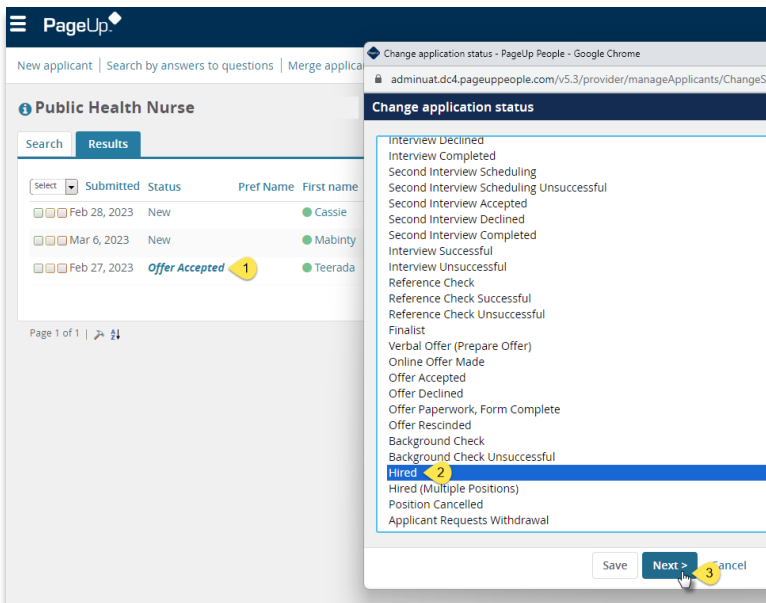 PageUp
New applicant | Search by answers to questions | Merge applica
Public Health Nurse
Search Results
Select Submitted Status Pref Name First name
Feb 28, 2023 New Cassie
Mar 6, 2023 New Mabinty
Feb 27, 2023 Offer Accepted 1 Teerada
Page 1 of 1 |
Change application status - PageUp People - Google Chrome
adminuat.dc4.pageuppeople.com/v5.3/provider/manageApplicants/ChangeS
Change application status
Interview Declined
Interview Completed
Second Interview Scheduling
Second Interview Scheduling Unsuccessful
Second Interview Accepted
Second Interview Declined
Second Interview Completed
Interview Successful
Interview Unsuccessful
Reference Check
Reference Check Successful
Reference Check Unsuccessful
Finalist
Verbal Offer (Prepare Offer)
Online Offer Made
Offer Accepted
Offer Declined
Offer Paperwork, Form Complete
Offer Rescinded
Background Check
Background Check Unsuccessful
Hired 2
Hired (Multiple Positions)
Position Cancelled
Applicant Requests Withdrawal
Save Next > 3 ancel